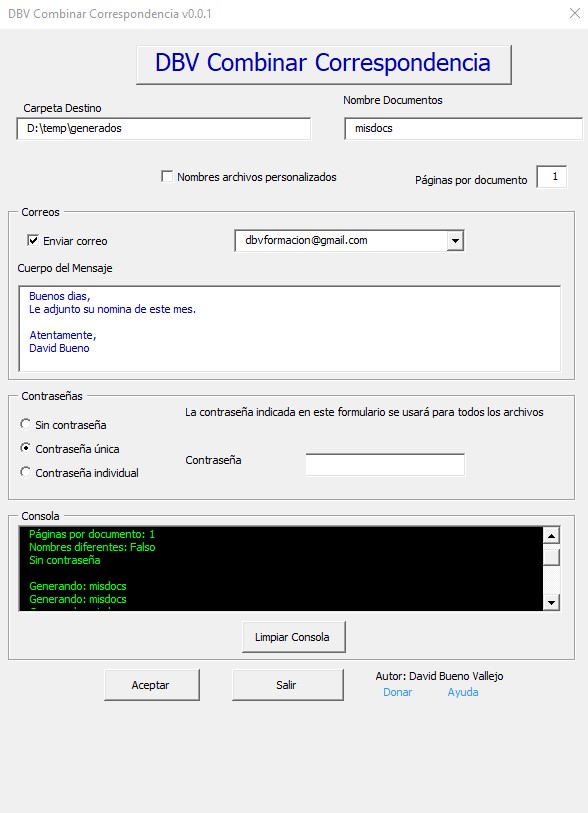 DBV Combinar Correspondencia v0.0.1
DBV Combinar Correspondencia
Carpeta Destino
Nombre Documentos
D:\temp\generados
misdocs
Nombres archivos personalizados
Páginas por documento
1
Correos
Enviar correo
dbvformacion@gmail.com
Cuerpo del Mensaje
Buenos dias,
Le adjunto su nomina de este mes.
Atentamente,
David Bueno
Contraseñas
Sin contraseña
La contraseña indicada en este formulario se usará para todos los archivos
Contraseña única
Contraseña
Contraseña individual
Consola
Páginas por documento: 1
Nombres diferentes: Falso
Sin contraseña
Generando: misdocs
Generando: misdocs
Limpiar Consola
Aceptar
Salir
Autor: David Bueno Vallejo
Donar
Ayuda